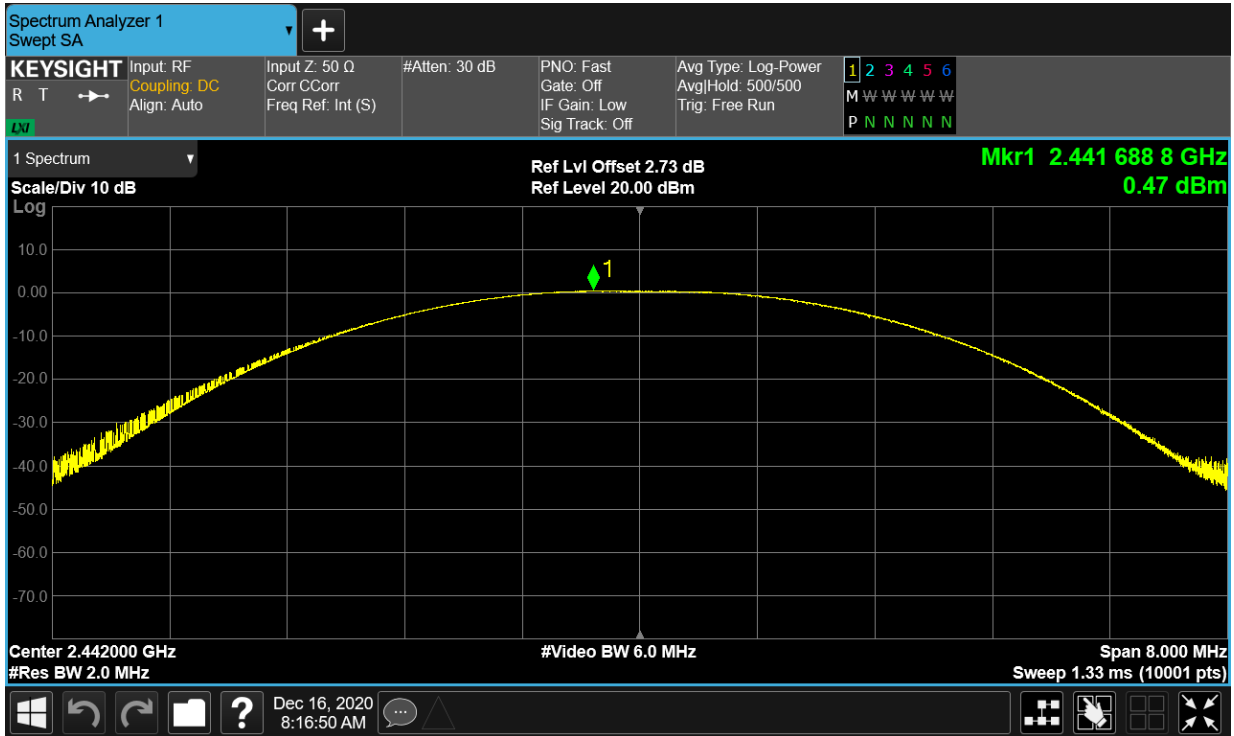 Spectrum Analyzer 1
Swept SA
+
KEYSIGHT
R T
LXI
Input: RF
Coupling: DC
Align: Auto
Input Z: 50 Ω
Corr CCorr
Freq Ref: Int (S)
#Atten: 30 dB
PNO: Fast
Gate: Off
IF Gain: Low
Sig Track: Off
Avg Type: Log-Power
Avg|Hold: 500/500
Trig: Free Run
1 2 3 4 5 6
M W W W W W
P N N N N N
1 Spectrum
Scale/Div 10 dB
Log
Ref Lvl Offset 2.73 dB
Ref Level 20.00 dBm
Mkr1 2.441 688 8 GHz
0.47 dBm
10.0
0.00
-10.0
-20.0
-30.0
-40.0
-50.0
-60.0
-70.0
1
Center 2.442000 GHz
#Res BW 2.0 MHz
#Video BW 6.0 MHz
Span 8.000 MHz
Sweep 1.33 ms (10001 pts)
?
Dec 16, 2020
8:16:50 AM